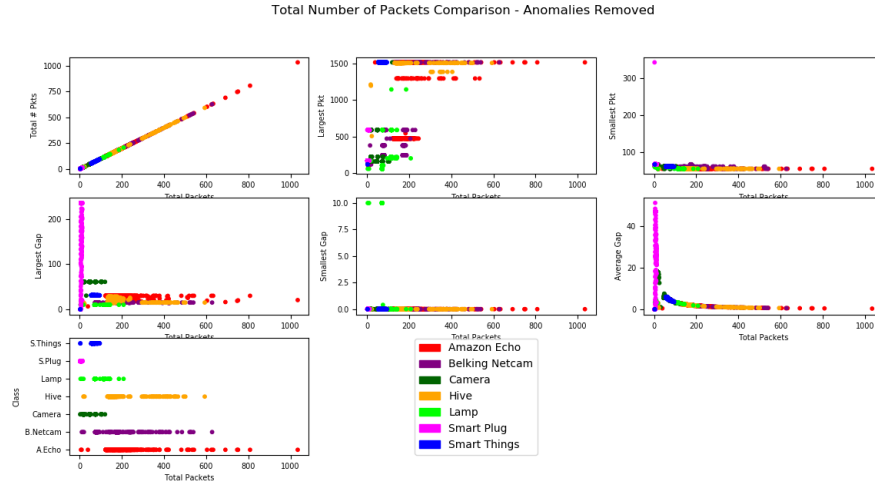 Total Number of Packets Comparison - Anomalies Removed
Total # Pkts
1000
750
500
250
0
0 200 400 600 800 1000
Total Packets
Largest Pkt
1500
1000
500
0
0 200 400 600 800 1000
Total Packets
Smallest Pkt
300
200
100
0 200 400 600 800 1000
Total Packets
Largest Gap
200
100
0
0 200 400 600 800 1000
Total Packets
Smallest Gap
10.0
7.5
5.0
2.5
0.0
0 200 400 600 800 1000
Total Packets
Average Gap
40
20
0
0 200 400 600 800 1000
Total Packets
Class
S.Things
S.Plug
Lamp
Hive
Camera
B.Netcam
A.Echo
0 200 400 600 800 1000
Total Packets
Amazon Echo
Belking Netcam
Camera
Hive
Lamp
Smart Plug
Smart Things